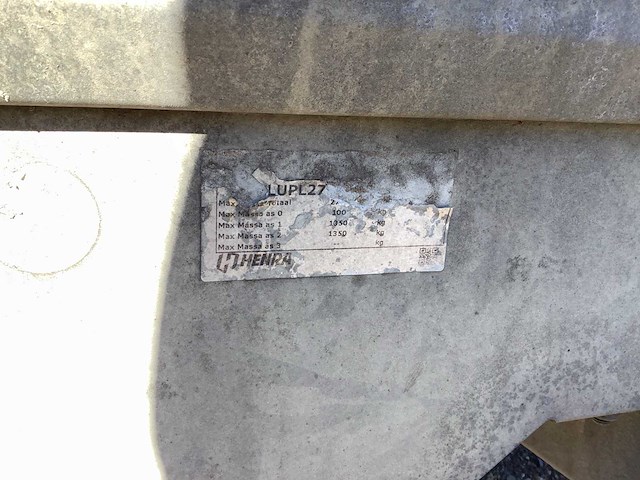 LUPL27
Max
Max Massa as 0 100 kg
Max Massa as 1 1350 kg
Max Massa as 2 1350 kg
Max Massa as 3 -- kg
HENRA